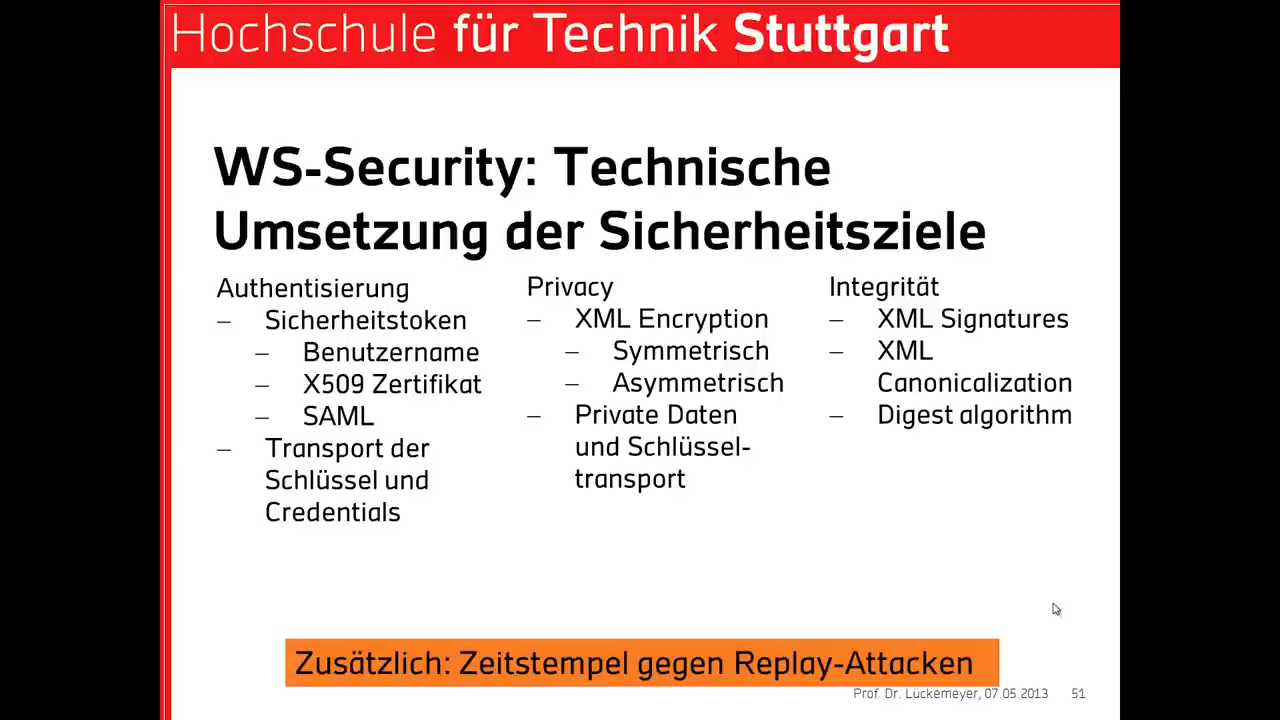 Hochschule für Technik Stuttgart
WS-Security: Technische
Umsetzung der Sicherheitsziele
Authentisierung
– Sicherheitstoken
– Benutzername
– X509 Zertifikat
– SAML
– Transport der
Schlüssel und
Credentials
Privacy
– XML Encryption
– Symmetrisch
– Asymmetrisch
– Private Daten
und Schlüssel-
transport
Integrität
– XML Signatures
– XML
Canonicalization
– Digest algorithm
Zusätzlich: Zeitstempel gegen Replay-Attacken
Prof. Dr. Lückemeyer, 07.05.2013 51